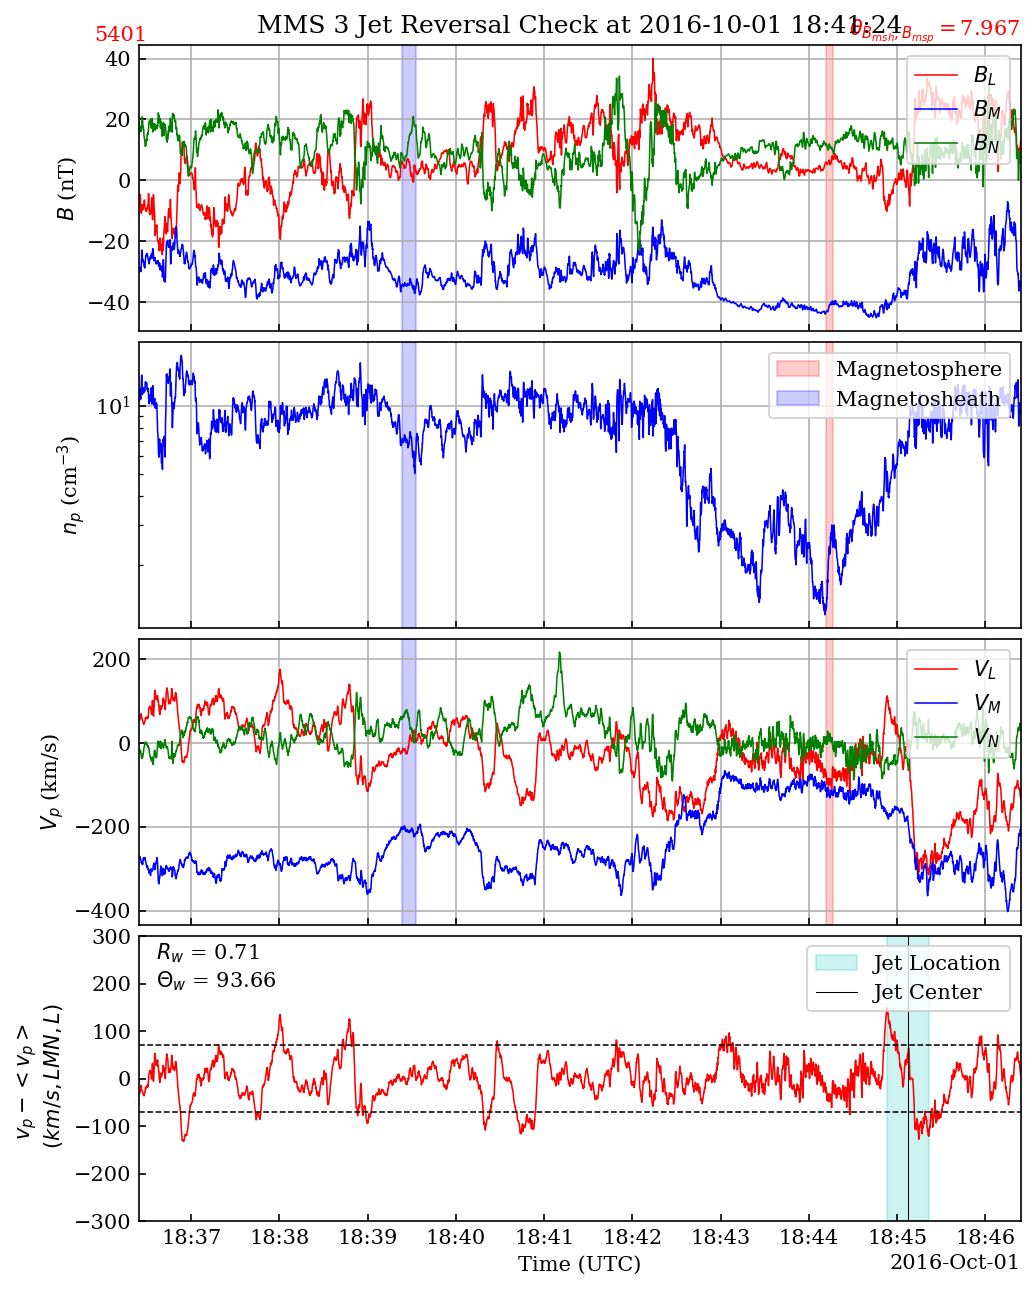 MMS 3 Jet Reversal Check at 2016-10-01 18:41:24
5401
θ_{B_{msh}, B_{msp}} = 7.967
40
20
0
−20
−40
B (nT)
B_L
B_M
B_N
10^1
n_p (cm^{−3})
Magnetosphere
Magnetosheath
200
0
−200
−400
V_p (km/s)
V_L
V_M
V_N
300
200
100
0
−100
−200
−300
v_p − < v_p >
(km/s, LMN, L)
R_w = 0.71
Θ_w = 93.66
Jet Location
Jet Center
18:37 18:38 18:39 18:40 18:41 18:42 18:43 18:44 18:45 18:46
Time (UTC)
2016-Oct-01